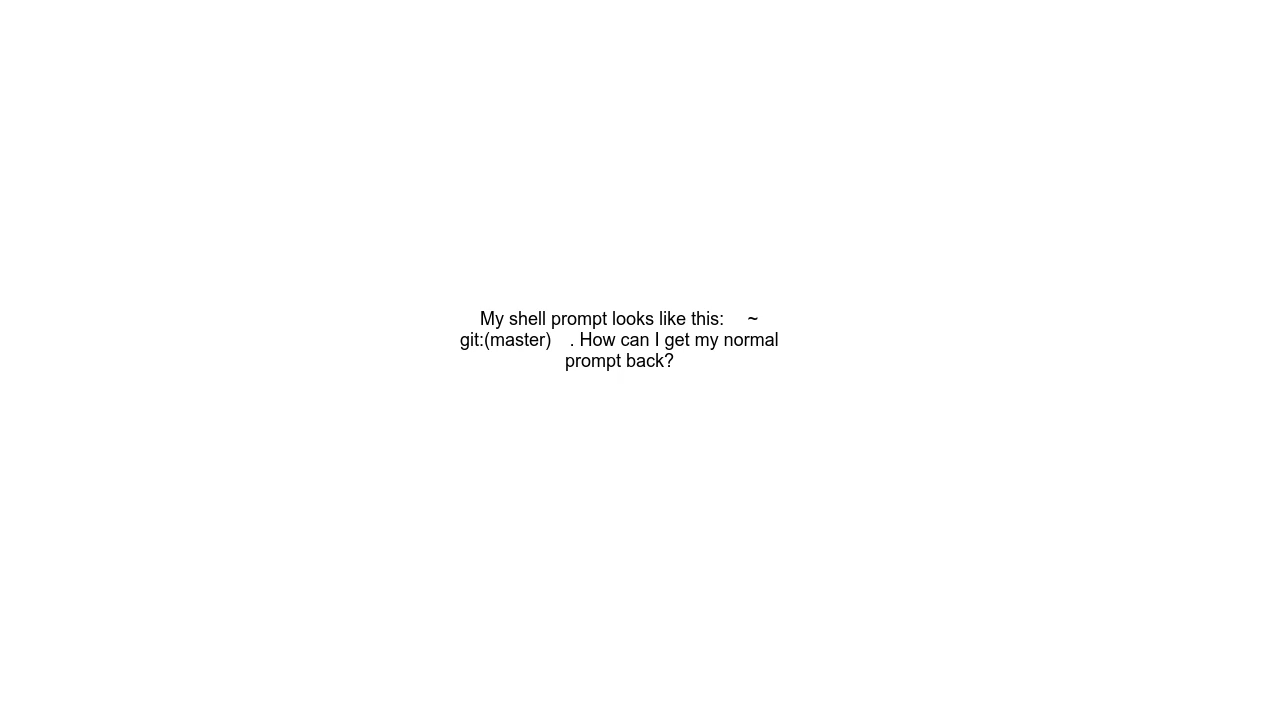 My shell prompt looks like this:     ~
git:(master)    . How can I get my normal
prompt back?